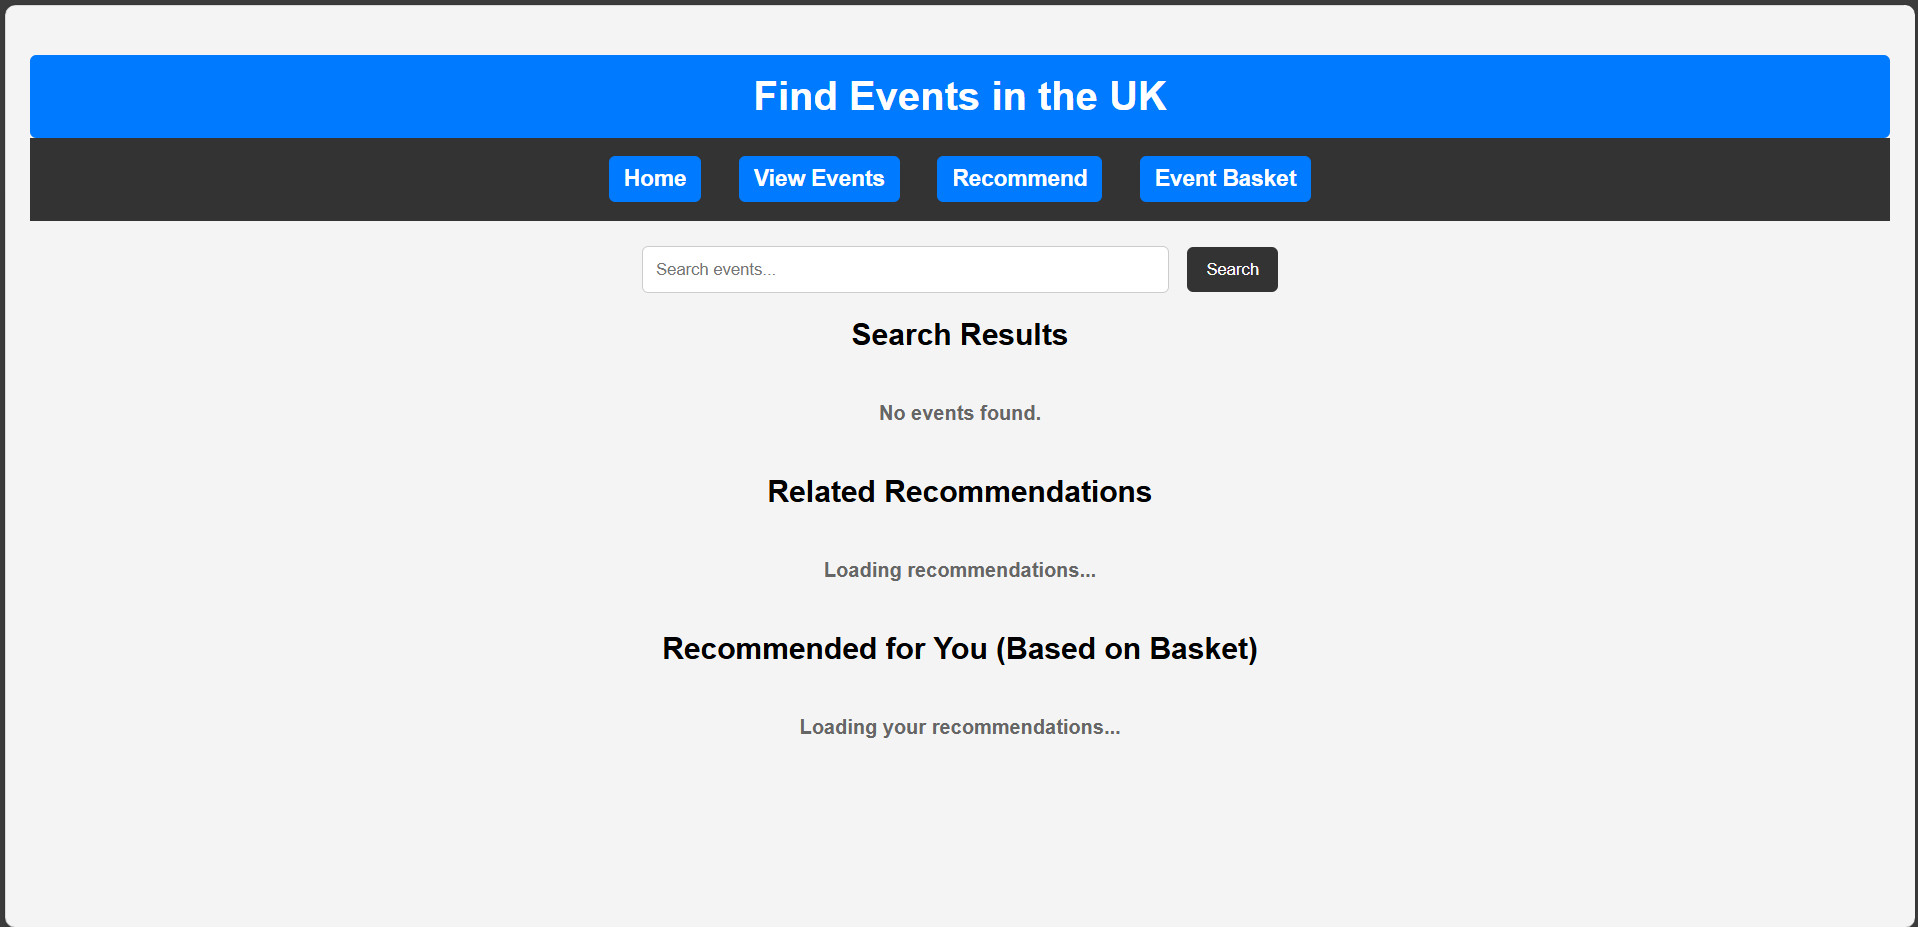 Find Events in the UK
Home View Events Recommend Event Basket
Search events... Search
Search Results
No events found.
Related Recommendations
Loading recommendations...
Recommended for You (Based on Basket)
Loading your recommendations...